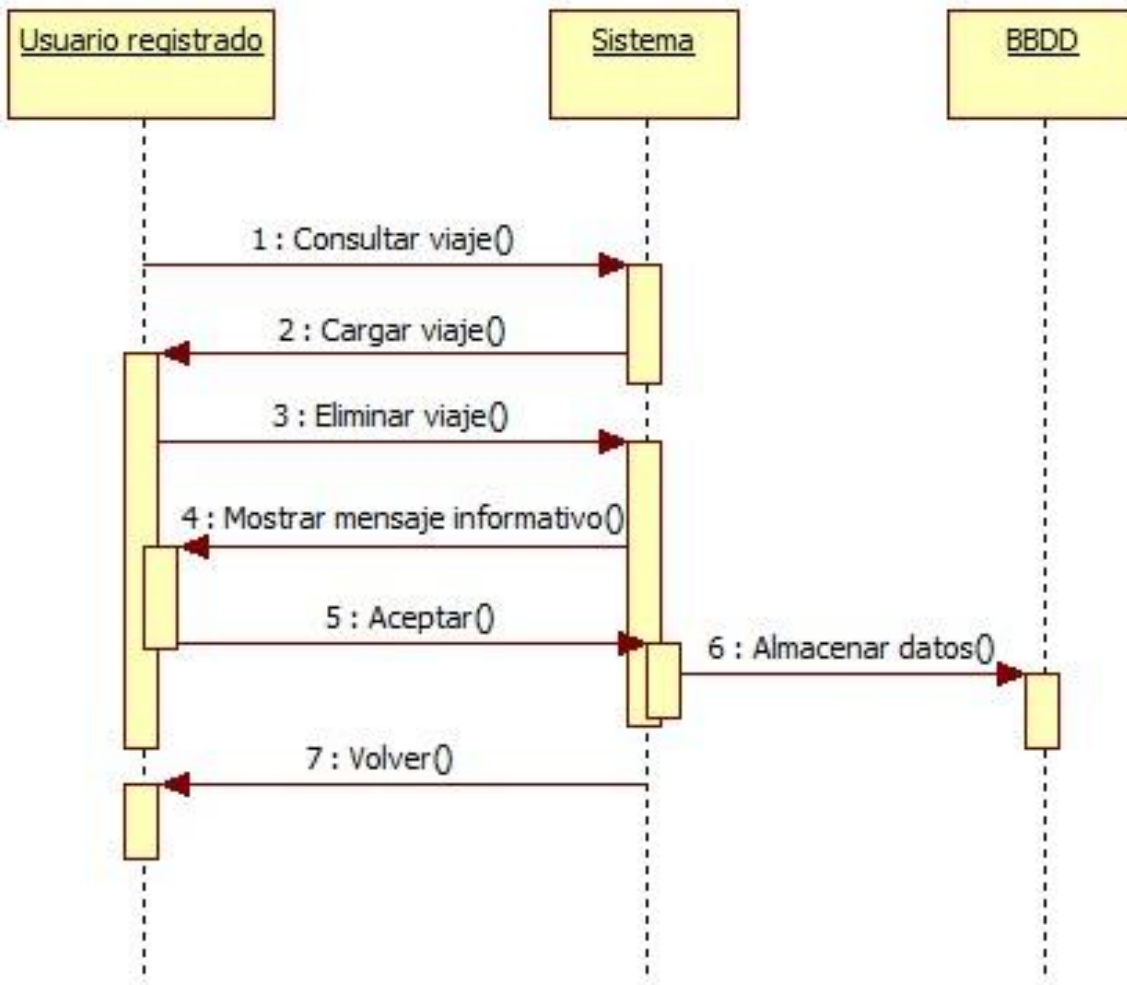 Usuario registrado
Sistema
BBDD
1 : Consultar viaje()
2 : Cargar viaje()
3 : Eliminar viaje()
4 : Mostrar mensaje informativo()
5 : Aceptar()
6 : Almacenar datos()
7 : Volver()